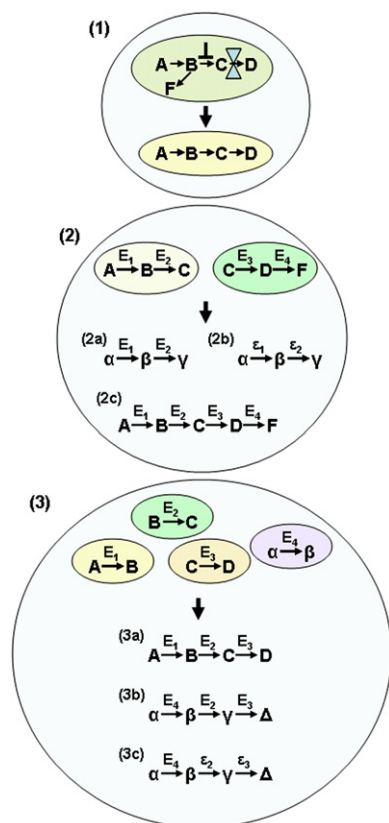 (1)
A→B→C→D
F
A→B→C→D
(2)
E₁ E₂ E₃ E₄
A→B→C C→D→F
(2a) E₁ E₂ (2b) ε₁ ε₂
α→β→γ α→β→γ
(2c) E₁ E₂ E₃ E₄
A→B→C→D→F
(3)
E₂
B→C
E₁ E₃ E₄
A→B C→D α→β
(3a) E₁ E₂ E₃
A→B→C→D
(3b) E₄ E₂ E₃
α→β→γ→Δ
(3c) E₄ ε₂ ε₃
α→β→γ→Δ